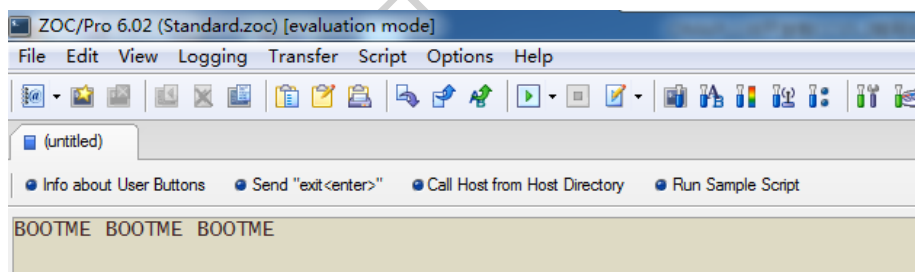 ZOC/Pro 6.02 (Standard.zoc) [evaluation mode]
File Edit View Logging Transfer Script Options Help
(untitled)
Info about User Buttons Send "exit<enter>" Call Host from Host Directory Run Sample Script
BOOTME BOOTME BOOTME